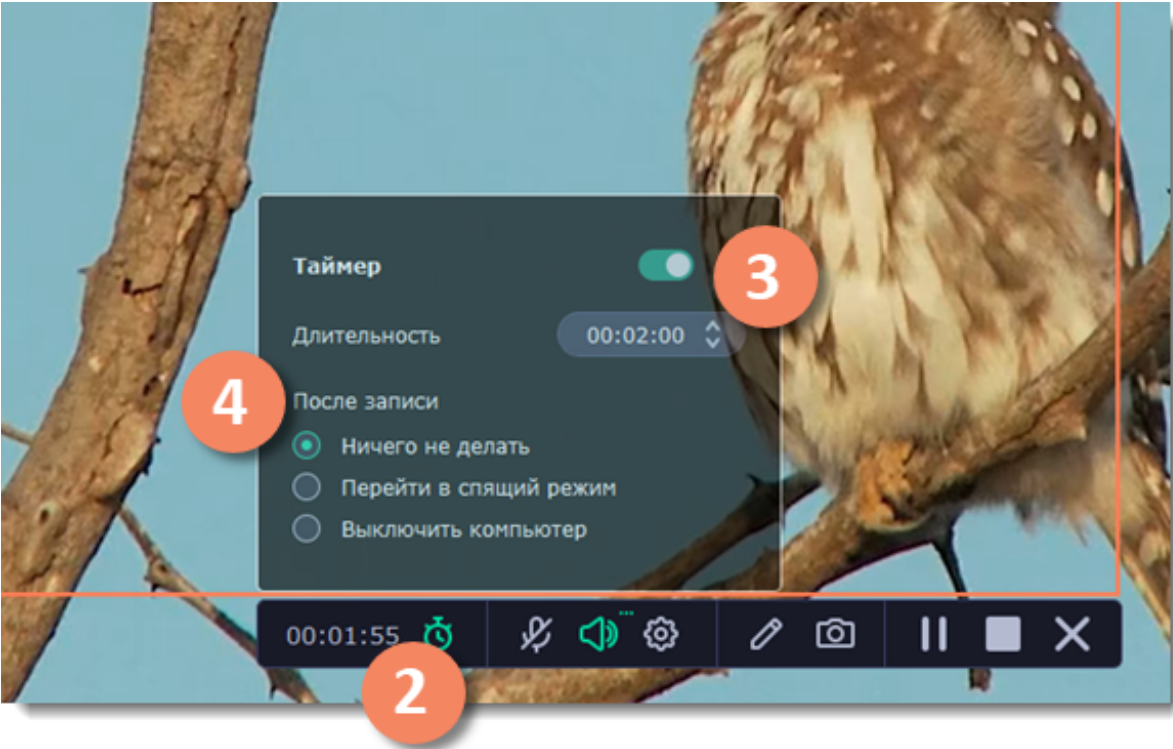 Таймер
3
Длительность 00:02:00
4
После записи
Ничего не делать
Перейти в спящий режим
Выключить компьютер
00:01:55
2